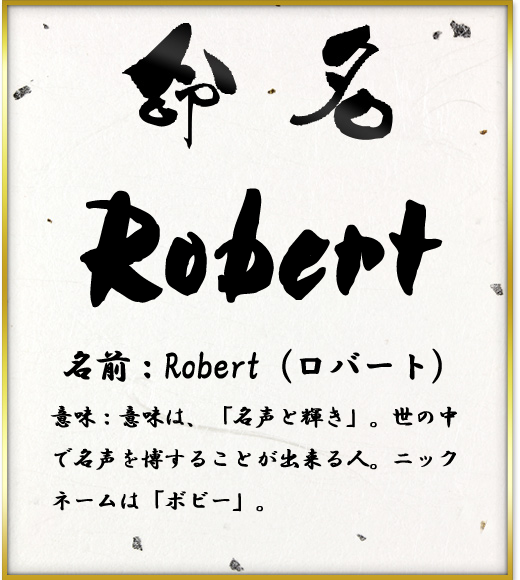 命名
Robert
名前：Robert（ロバート）
意味：意味は、「名声と輝き」。世の中
で名声を博することが出来る人。ニック
ネームは「ボビー」。